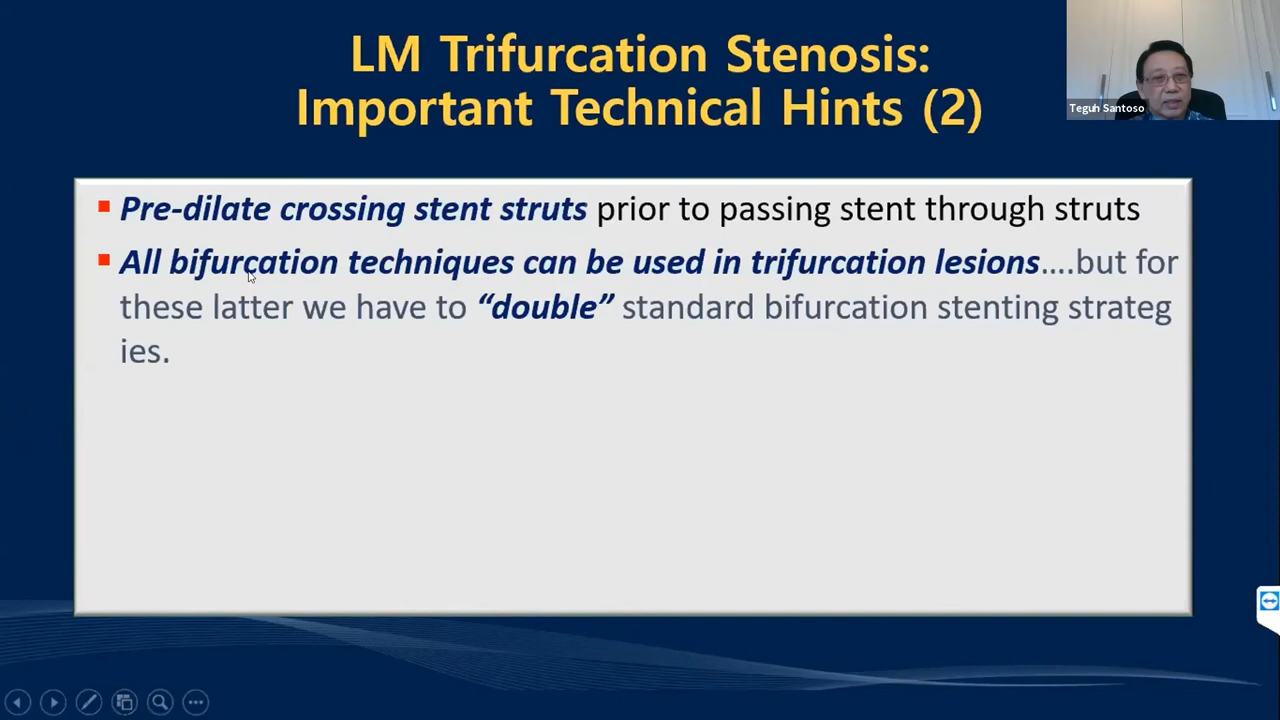 LM Trifurcation Stenosis:
Important Technical Hints (2)
Teguh Santoso
Pre-dilate crossing stent struts prior to passing stent through struts
All bifurcation techniques can be used in trifurcation lesions....but for
these latter we have to “double” standard bifurcation stenting strateg
ies.